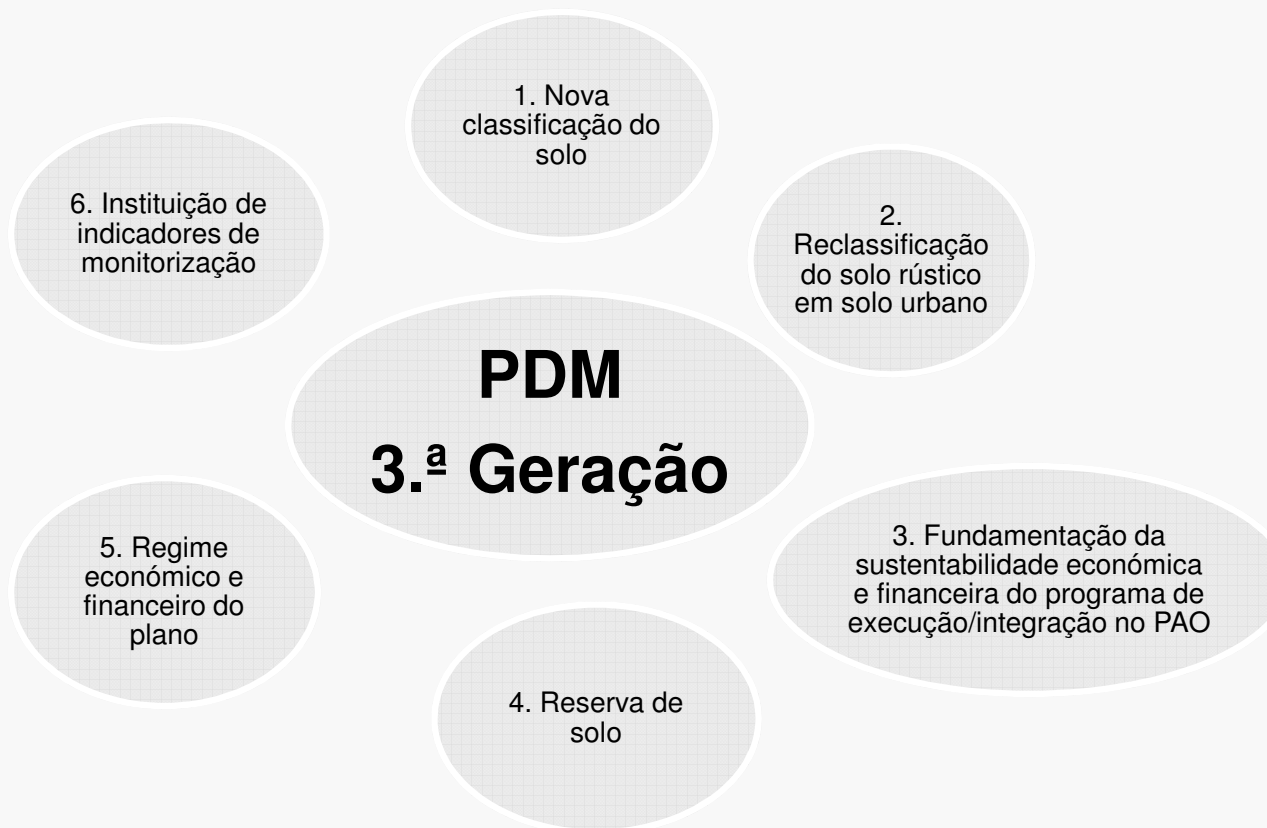 1. Nova
classificação do
solo
2.
Reclassificação
do solo rústico
em solo urbano
3. Fundamentação da
sustentabilidade económica
e financeira do programa de
execução/integração no PAO
4. Reserva de
solo
5. Regime
económico e
financeiro do
plano
6. Instituição de
indicadores de
monitorização
PDM
3.ª Geração